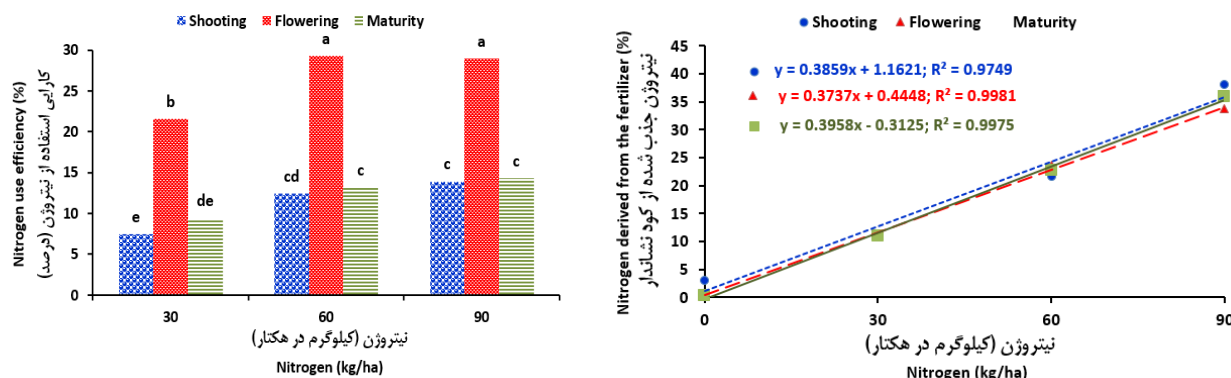 Shooting Flowering Maturity
Nitrogen use efficiency (%)
کارایی استفاده از نیتروژن (درصد)
30
25
20
15
10
5
0
e
b
de
cd
a
c
c
a
c
30 60 90
نیتروژن (کیلوگرم در هکتار)
Nitrogen (kg/ha)
Shooting Flowering Maturity
Nitrogen derived from the fertilizer (%)
نیتروژن جذب شده از کود نشاندار
45
40
35
30
25
20
15
10
5
0
y = 0.3859x + 1.1621; R² = 0.9749
y = 0.3737x + 0.4448; R² = 0.9981
y = 0.3958x - 0.3125; R² = 0.9975
0 30 60 90
نیتروژن (کیلوگرم در هکتار)
Nitrogen (kg/ha)